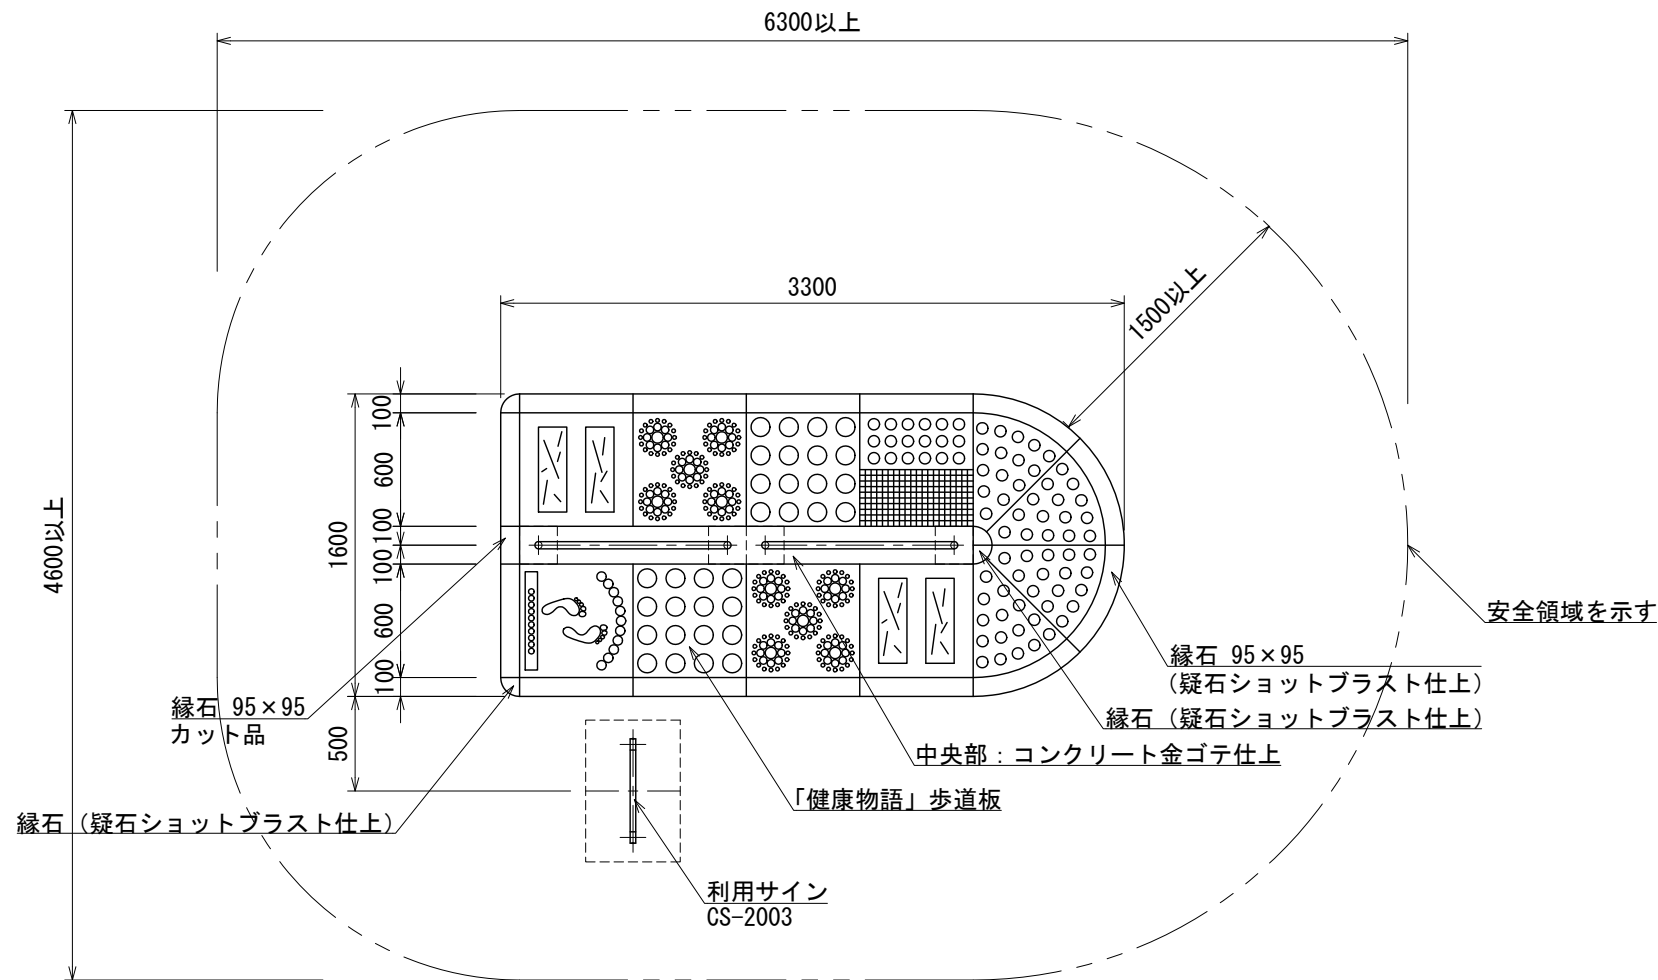 6300以上
3300
1500以上
4600以上
1600
100
600
100
100
600
100
500
安全領域を示す
縁石 95×95
(疑石ショットブラスト仕上)
縁石 (疑石ショットブラスト仕上)
中央部：コンクリート金ゴテ仕上
「健康物語」歩道板
縁石 95×95
カット品
縁石 (疑石ショットブラスト仕上)
利用サイン
CS-2003